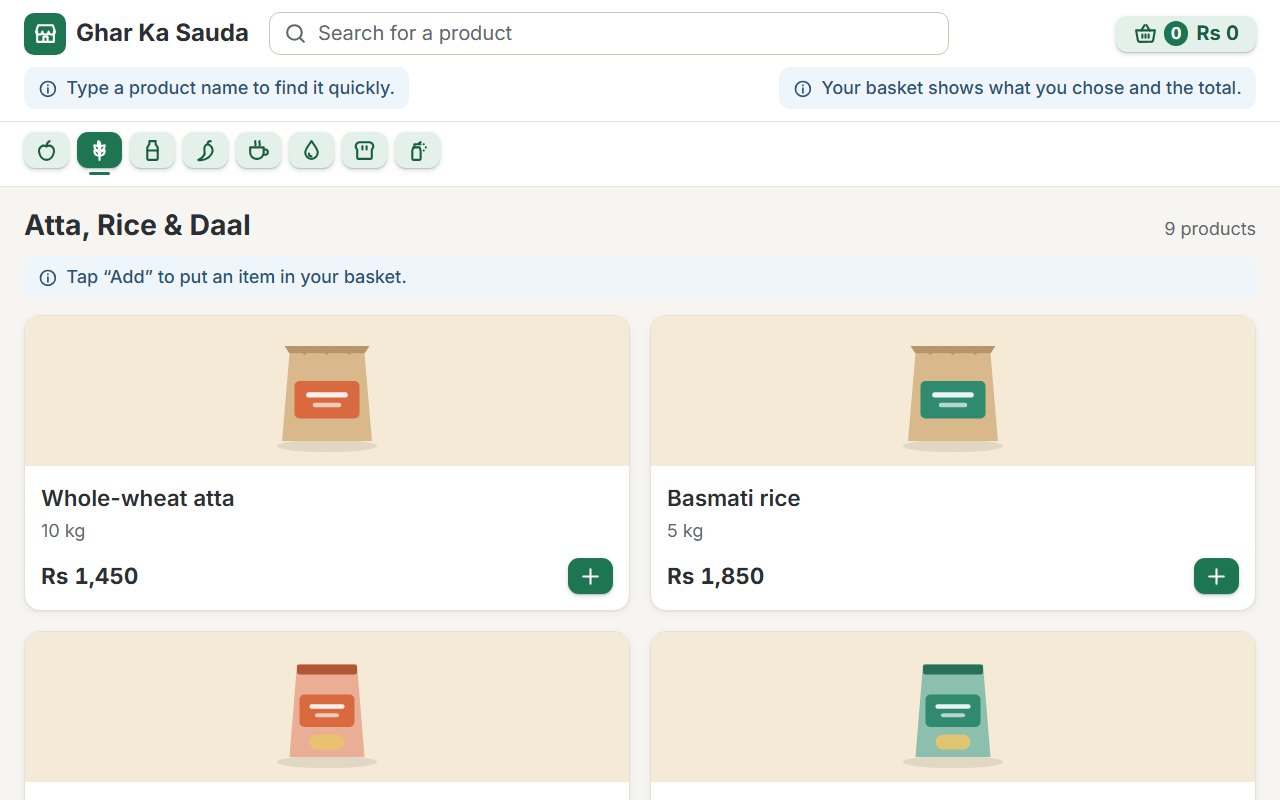 Ghar Ka Sauda
Search for a product
0 Rs 0
Type a product name to find it quickly.
Your basket shows what you chose and the total.
Atta, Rice & Daal
9 products
Tap “Add” to put an item in your basket.
Whole-wheat atta
10 kg
Rs 1,450
Basmati rice
5 kg
Rs 1,850